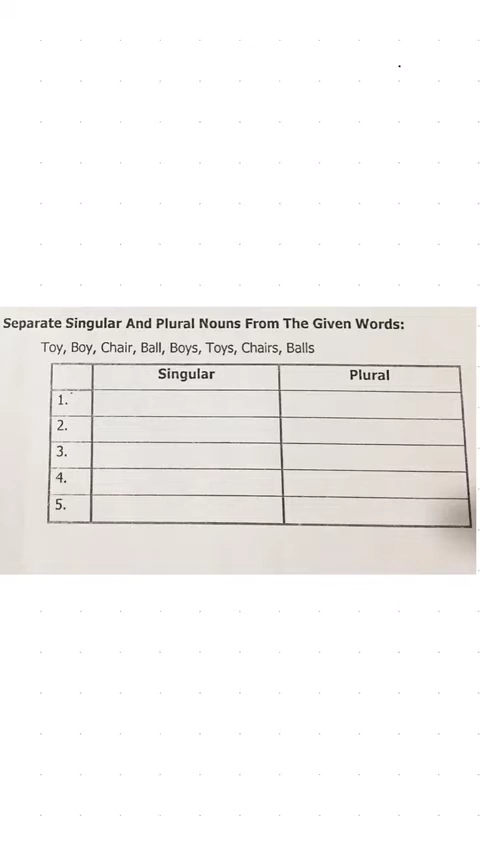 Separate Singular And Plural Nouns From The Given Words:
Toy, Boy, Chair, Ball, Boys, Toys, Chairs, Balls
Singular Plural
1.
2.
3.
4.
5.